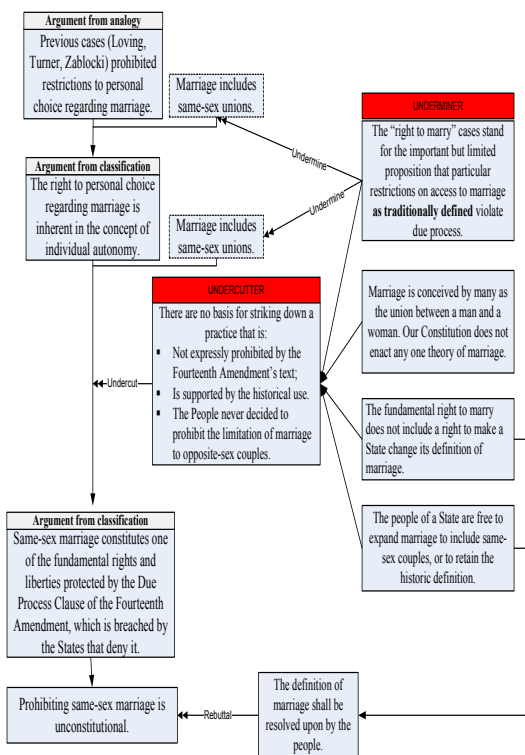 Argument from analogy
Previous cases (Loving,
Turner, Zablocki) prohibited
restrictions to personal
choice regarding marriage.
Marriage includes
same-sex unions.
UNDERMINER
The “right to marry” cases stand
for the important but limited
proposition that particular
restrictions on access to marriage
as traditionally defined violate
due process.
Undermine
Undermine
Argument from classification
The right to personal choice
regarding marriage is
inherent in the concept of
individual autonomy.
Marriage includes
same-sex unions.
UNDERCUTTER
There are no basis for striking down
a practice that is:
▪ Not expressly prohibited by the
Fourteenth Amendment’s text;
▪ Is supported by the historical use.
▪ The People never decided to
prohibit the limitation of marriage
to opposite-sex couples.
Undercut
Marriage is conceived by many as
the union between a man and a
woman. Our Constitution does not
enact any one theory of marriage.
The fundamental right to marry
does not include a right to make a
State change its definition of
marriage.
The people of a State are free to
expand marriage to include same-
sex couples, or to retain the
historic definition.
Argument from classification
Same-sex marriage constitutes one
of the fundamental rights and
liberties protected by the Due
Process Clause of the Fourteenth
Amendment, which is breached by
the States that deny it.
Prohibiting same-sex marriage is
unconstitutional.
Rebuttal
The definition of
marriage shall be
resolved upon by the
people.